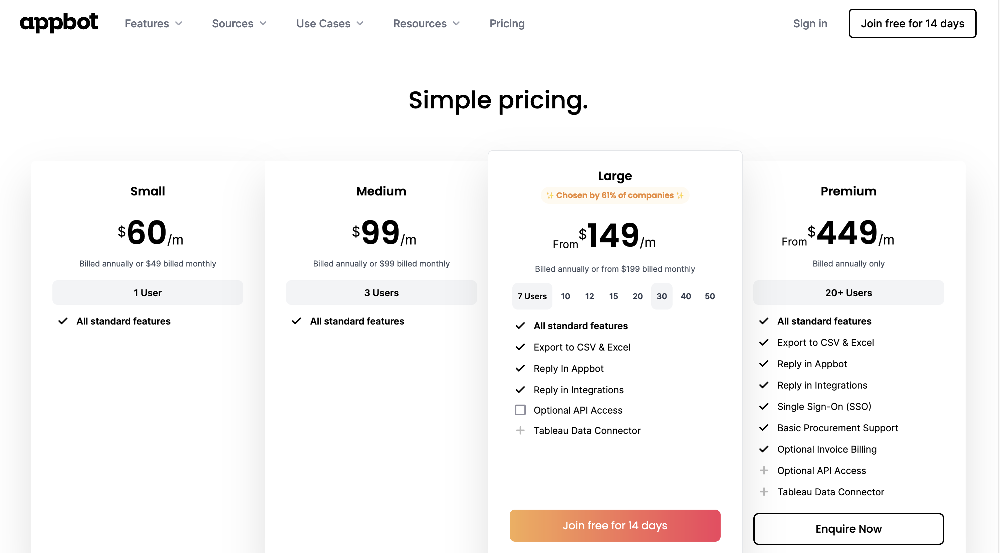 appbot
Features
Sources
Use Cases
Resources
Pricing
Sign in
Join free for 14 days
Simple pricing.
Small
$60/m
Billed annually or $49 billed monthly
1 User
All standard features
Medium
$99/m
Billed annually or $99 billed monthly
3 Users
All standard features
Large
✨ Chosen by 61% of companies ✨
From $149/m
Billed annually or from $199 billed monthly
7 Users 10 12 15 20 30 40 50
All standard features
Export to CSV & Excel
Reply In Appbot
Reply in Integrations
Optional API Access
Tableau Data Connector
Join free for 14 days
Premium
From $449/m
Billed annually only
20+ Users
All standard features
Export to CSV & Excel
Reply in Appbot
Reply in Integrations
Single Sign-On (SSO)
Basic Procurement Support
Optional Invoice Billing
Optional API Access
Tableau Data Connector
Enquire Now